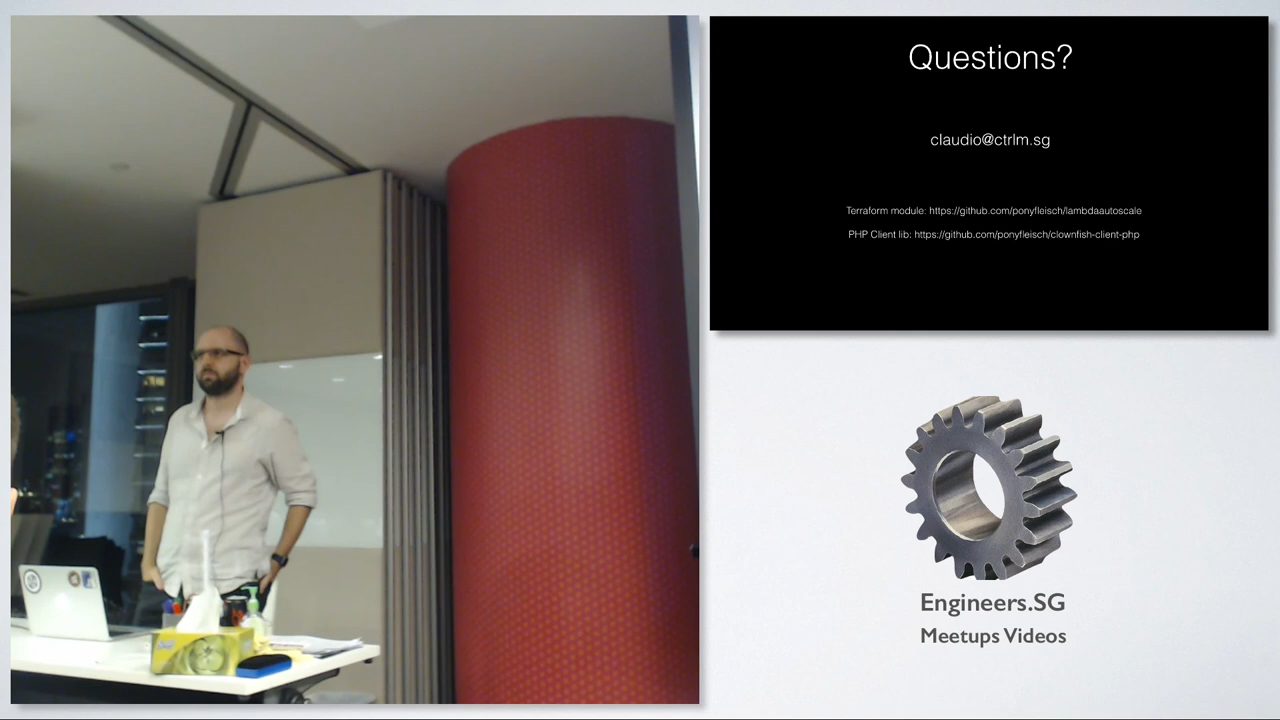 Questions?
claudio@ctrlm.sg
Terraform module: https://github.com/ponyfleisch/lambdaautoscale
PHP Client lib: https://github.com/ponyfleisch/clownfish-client-php
Engineers.SG
Meetups Videos